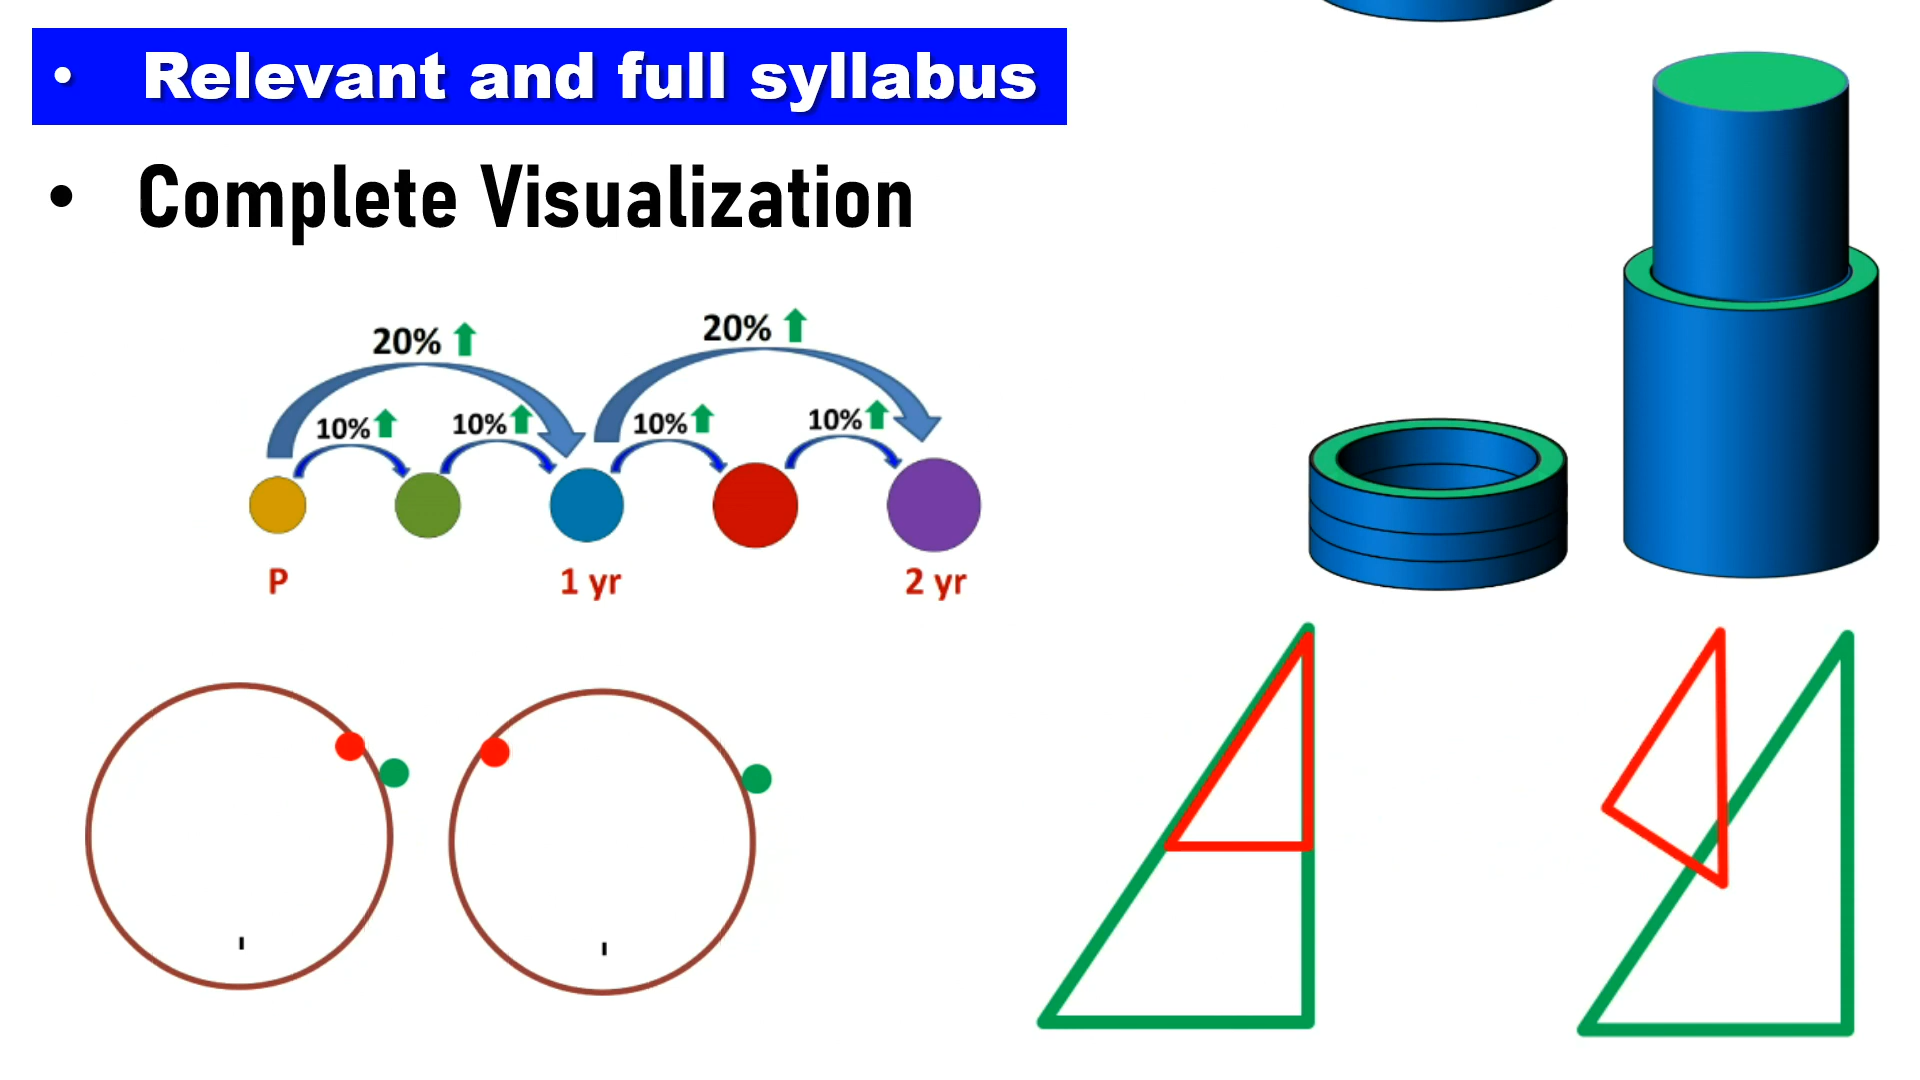 • Relevant and full syllabus
• Complete Visualization
20% 20%
10% 10% 10% 10%
P 1 yr 2 yr